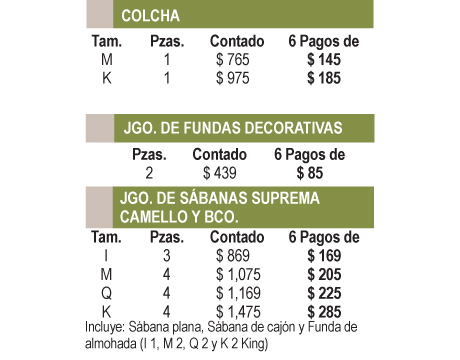 COLCHA
Tam. Pzas. Contado 6 Pagos de
M 1 $ 765 $ 145
K 1 $ 975 $ 185
JGO. DE FUNDAS DECORATIVAS
Pzas. Contado 6 Pagos de
2 $ 439 $ 85
JGO. DE SÁBANAS SUPREMA
CAMELLO Y BCO.
Tam. Pzas. Contado 6 Pagos de
I 3 $ 869 $ 169
M 4 $ 1,075 $ 205
Q 4 $ 1,169 $ 225
K 4 $ 1,475 $ 285
Incluye: Sábana plana, Sábana de cajón y Funda de
almohada (I 1, M 2, Q 2 y K 2 King)